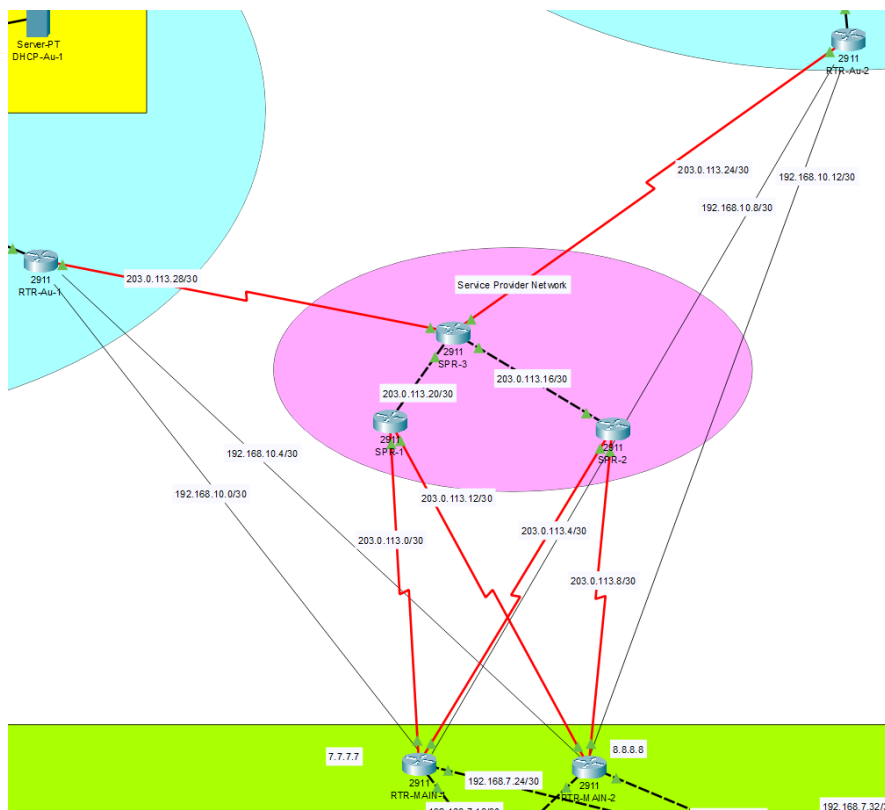 Server-PT
DHCP-Au-1
2911
RTR-Au-2
203.0.113.24/30
192.168.10.12/30
192.168.10.8/30
2911
RTR-Au-1
203.0.113.28/30
Service Provider Network
2911
SPR-3
203.0.113.16/30
203.0.113.20/30
2911
SPR-1
2911
SPR-2
192.168.10.4/30
192.168.10.0/30
203.0.113.12/30
203.0.113.0/30
203.0.113.4/30
203.0.113.8/30
7.7.7.7
8.8.8.8
2911
RTR-MAIN-1
192.168.7.24/30
2911
RTR-MAIN-2